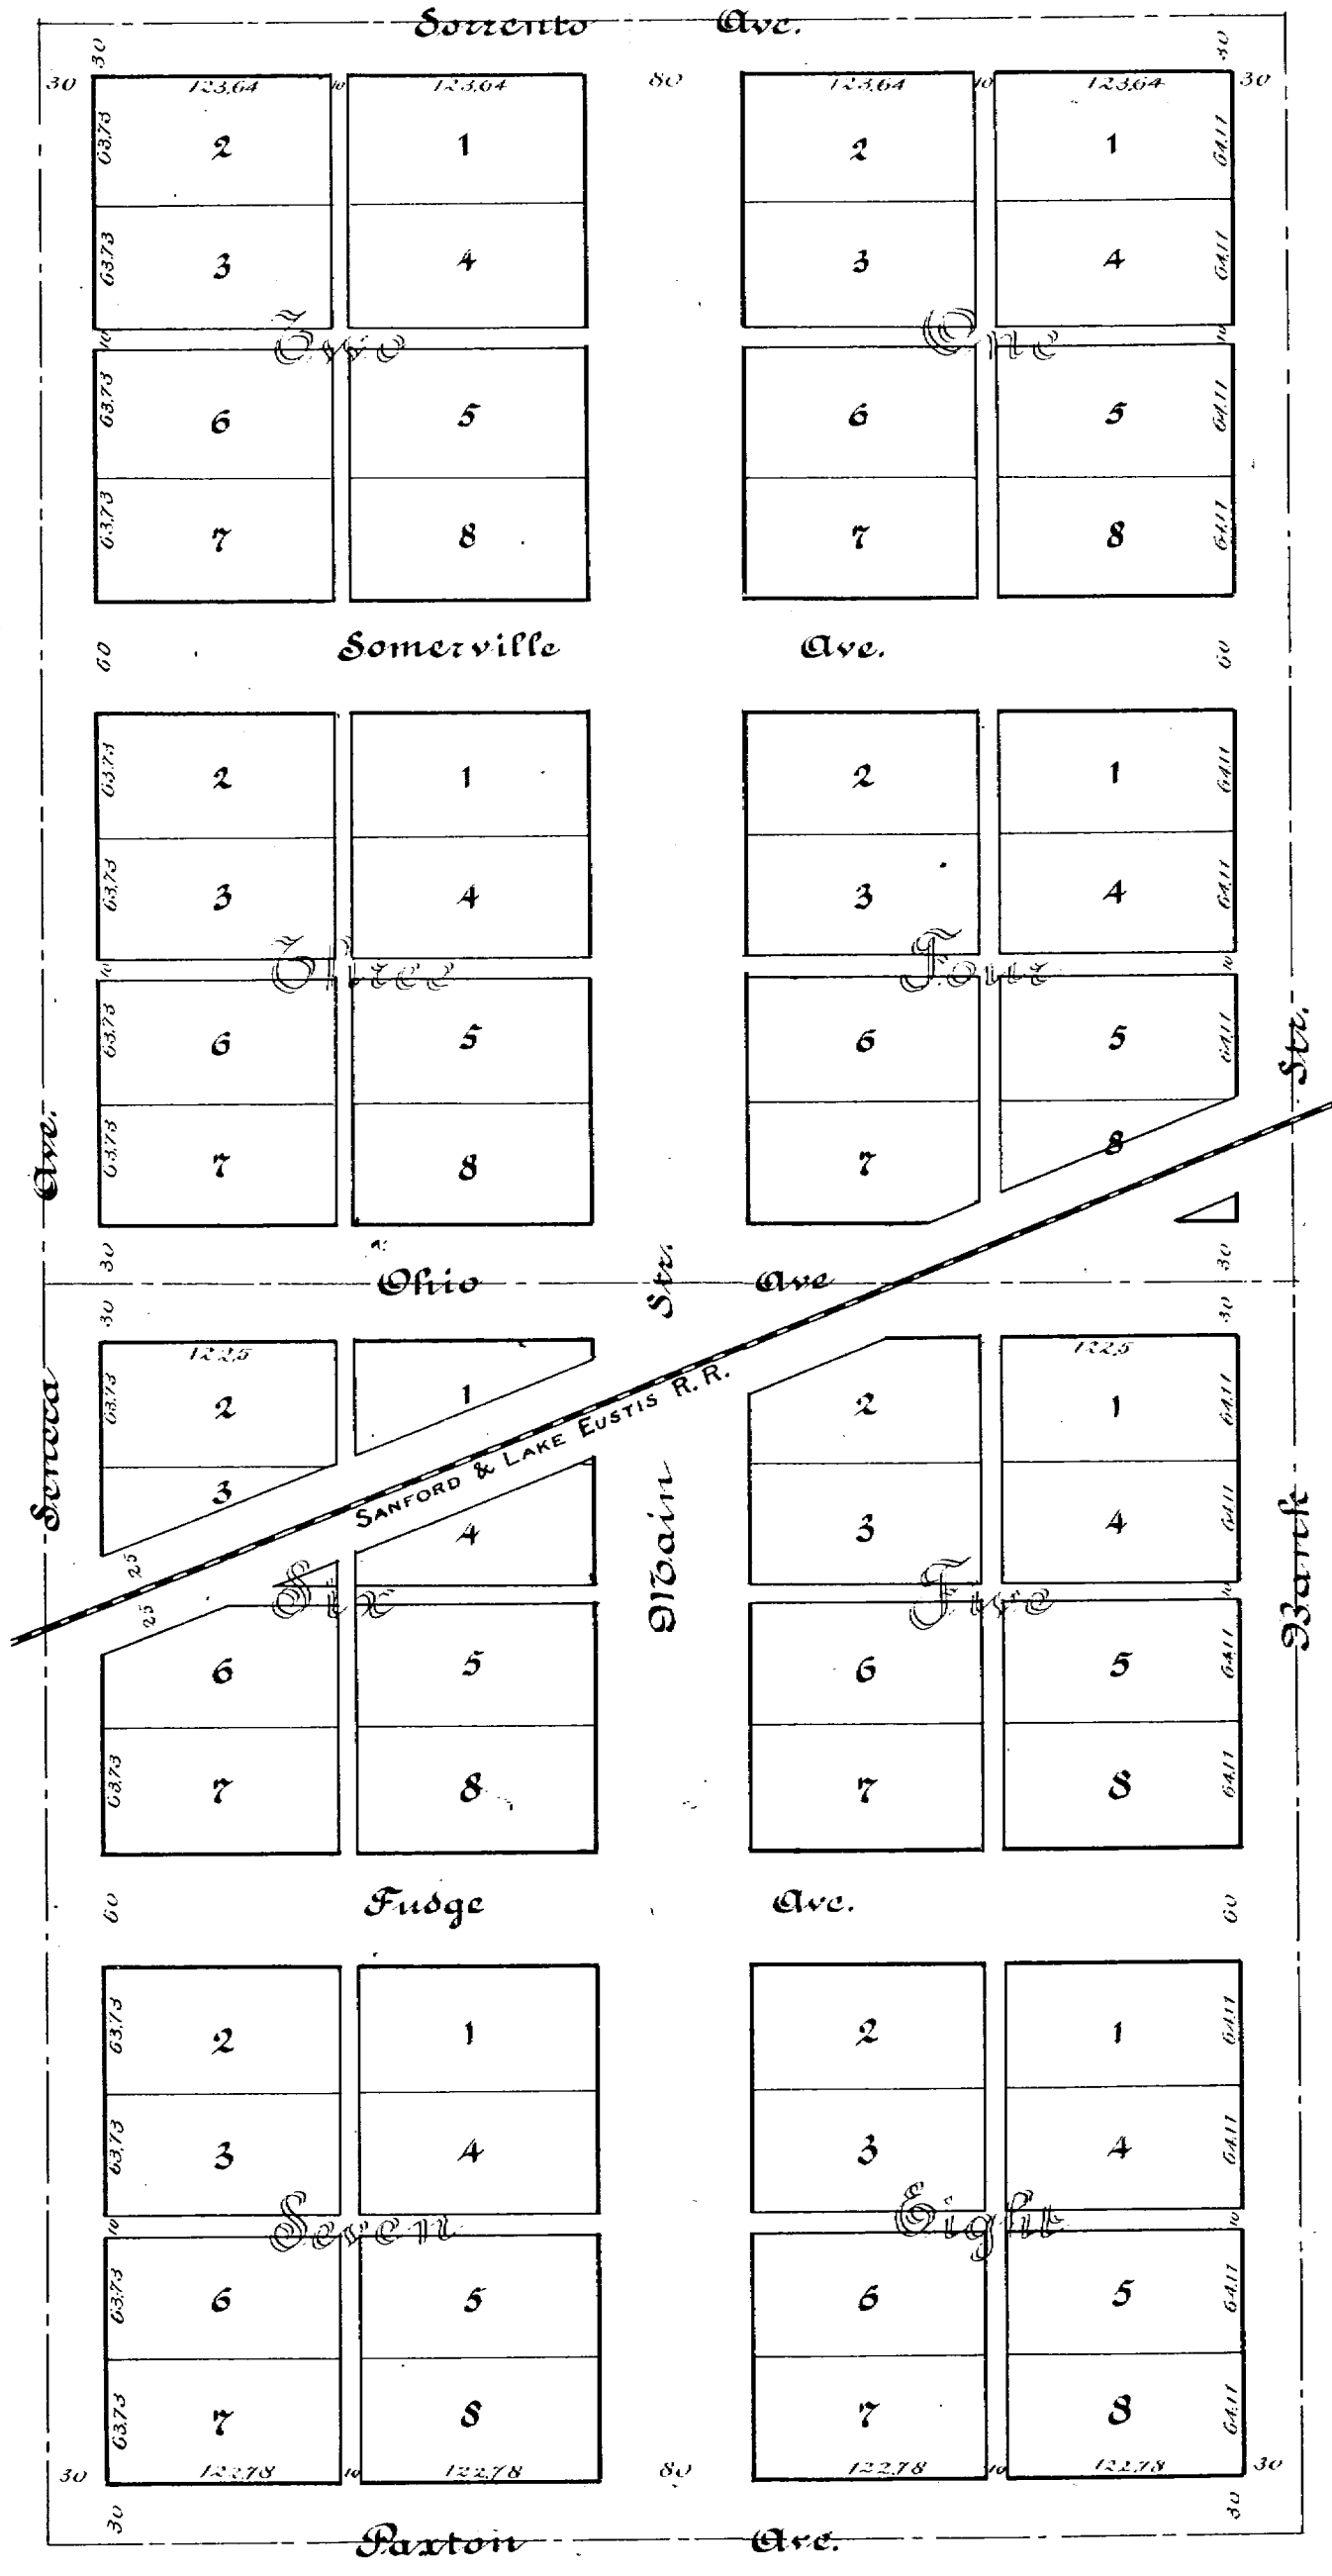 Sorrento Ave.
30 30 30 30
123.64 10 123.64 80 123.64 10 123.64
63.73 2 1 2 1 64.11
63.73 3 4 3 4 64.11
10 Two One 10
63.73 6 5 6 5 64.11
63.73 7 8 7 8 64.11
60 Somerville Ave. 60
63.73 2 1 2 1 64.11
63.73 3 4 3 4 64.11
10 Three Four 10
63.73 6 5 6 5 64.11
63.73 7 8 7 8
30 30
Ohio Ave
30 30
122.5 122.5
63.73 2 1 2 1 64.11
3 4 3 4 64.11
SANFORD & LAKE EUSTIS R.R.
25
25
Six Five 10
6 5 6 5 64.11
63.73 7 8 7 8 64.11
60 Fudge Ave. 60
63.73 2 1 2 1 64.11
63.73 3 4 3 4 64.11
10 Seven Eight 10
63.73 6 5 6 5 64.11
63.73 7 8 7 8 64.11
30 122.78 10 122.78 80 122.78 10 122.78 30
30 30
Paxton Ave.
Seneca Ave.
Main Str.
Bark Str.